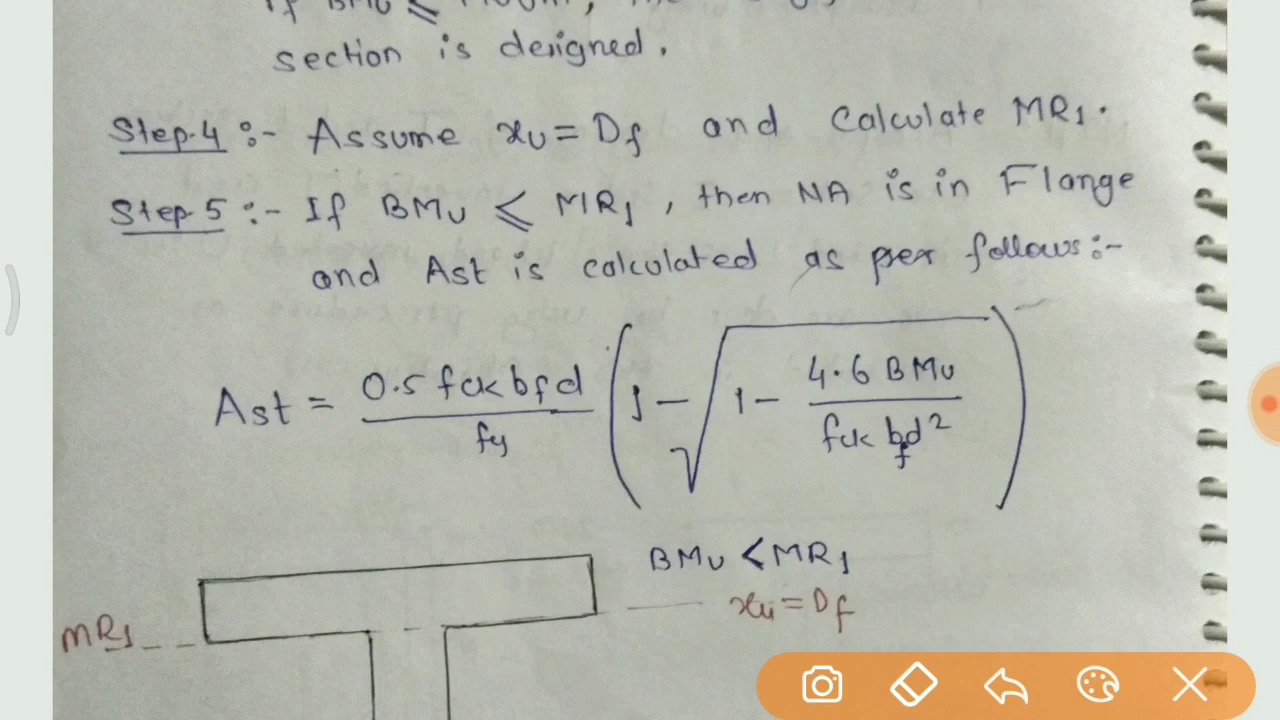 If BMu ⩽
section is designed.
Step-4 :- Assume xu = Df and Calculate MR1.
Step-5 :- If BMu ⩽ MR1, then NA is in Flange
and Ast is calculated as per follows :-
Ast = 0.5 fck bf d / fy (1 - √(1 - 4.6 BMu / fck bf d²))
BMu < MR1
xu = Df
MR1